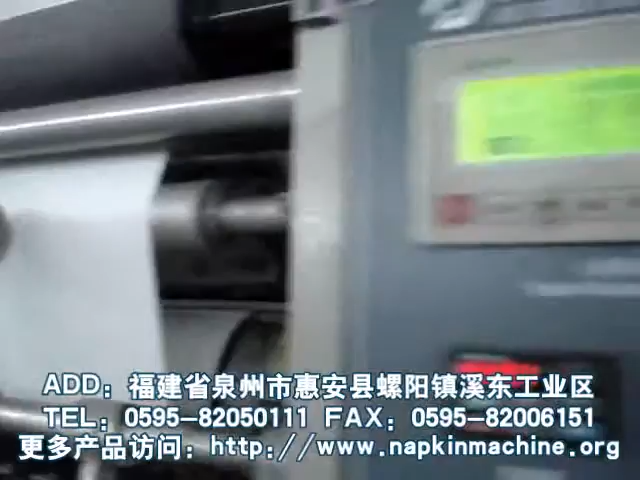 ADD：福建省泉州市惠安县螺阳镇溪东工业区
TEL：0595-82050111 FAX：0595-82006151
更多产品访问：http://www.napkinmachine.org